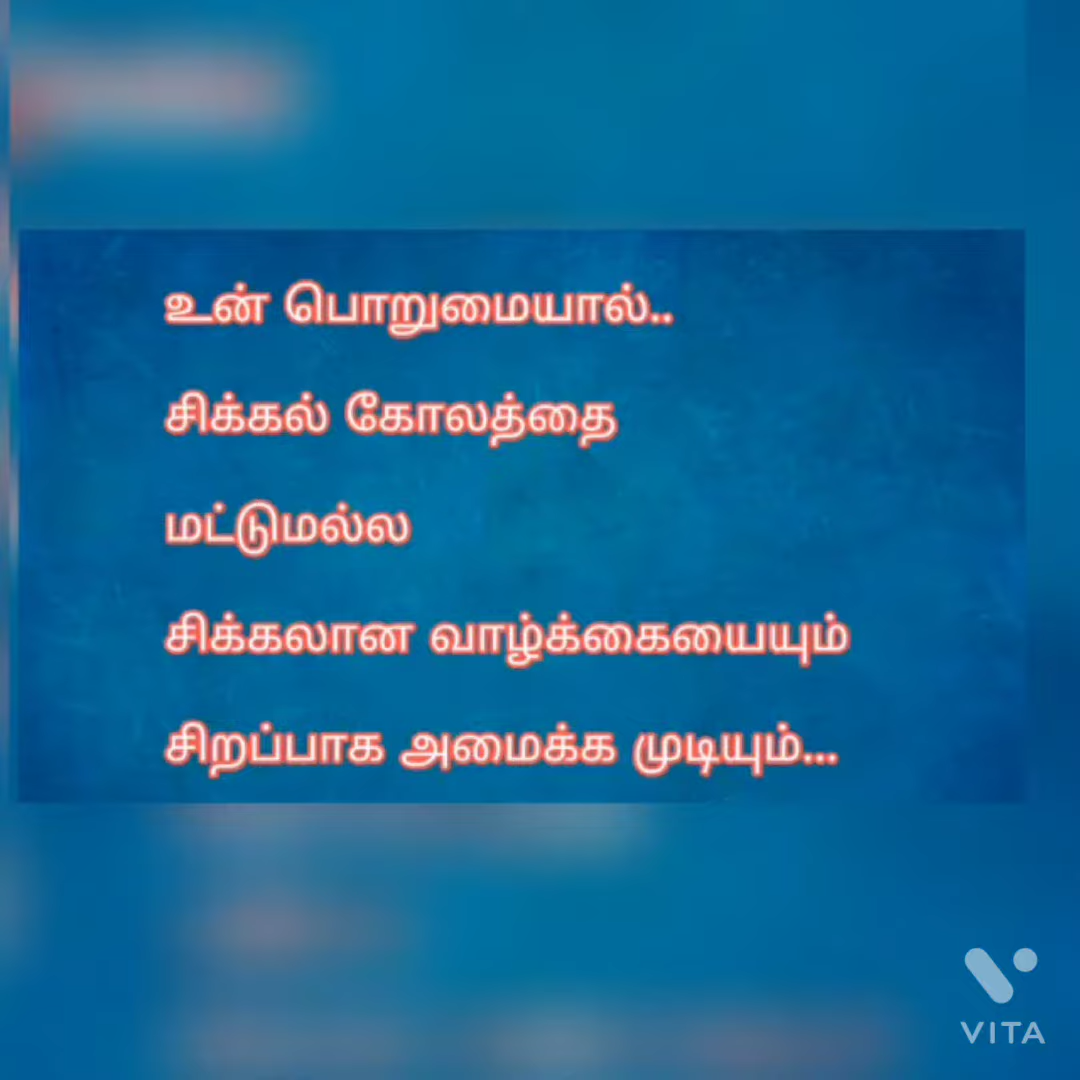 உன் பொறுமையால்..
சிக்கல் கோலத்தை
மட்டுமல்ல
சிக்கலான வாழ்க்கையையும்
சிறப்பாக அமைக்க முடியும்...
VITA